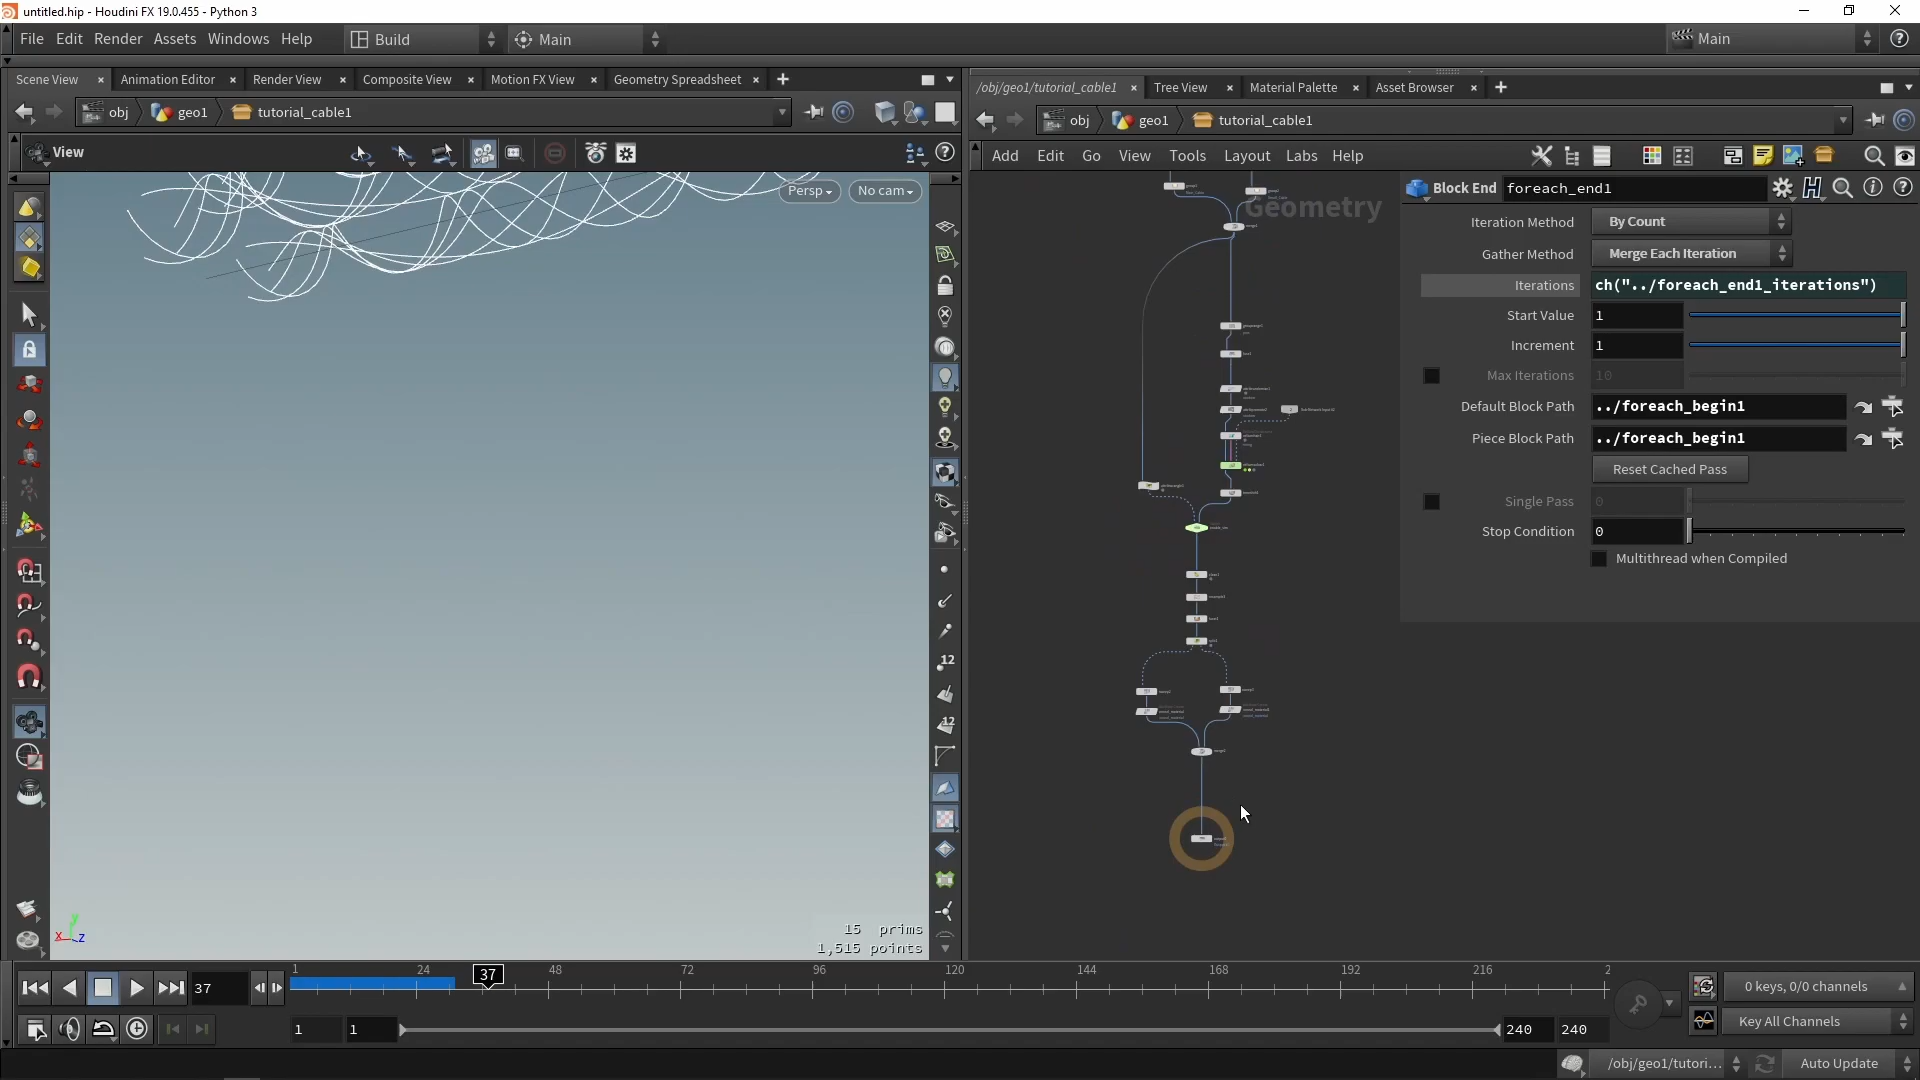 untitled.hip - Houdini FX 19.0.455 - Python 3
File Edit Render Assets Windows Help
Build
Main
Main
Scene View
Animation Editor
Render View
Composite View
Motion FX View
Geometry Spreadsheet
obj
geo1
tutorial_cable1
View
Persp
No cam
12
12
15 prims
1,515 points
x
y
z
/obj/geo1/tutorial_cable1
Tree View
Material Palette
Asset Browser
obj
geo1
tutorial_cable1
Add Edit Go View Tools Layout Labs Help
Geometry
Block End
foreach_end1
Iteration Method
By Count
Gather Method
Merge Each Iteration
Iterations
ch("../foreach_end1_iterations")
Start Value
1
Increment
1
Max Iterations
10
Default Block Path
../foreach_begin1
Piece Block Path
../foreach_begin1
Reset Cached Pass
Single Pass
0
Stop Condition
0
Multithread when Compiled
37
1 24 37 48 72 96 120 144 168 192 216 2
0 keys, 0/0 channels
1
1
240
240
Key All Channels
/obj/geo1/tutori...
Auto Update